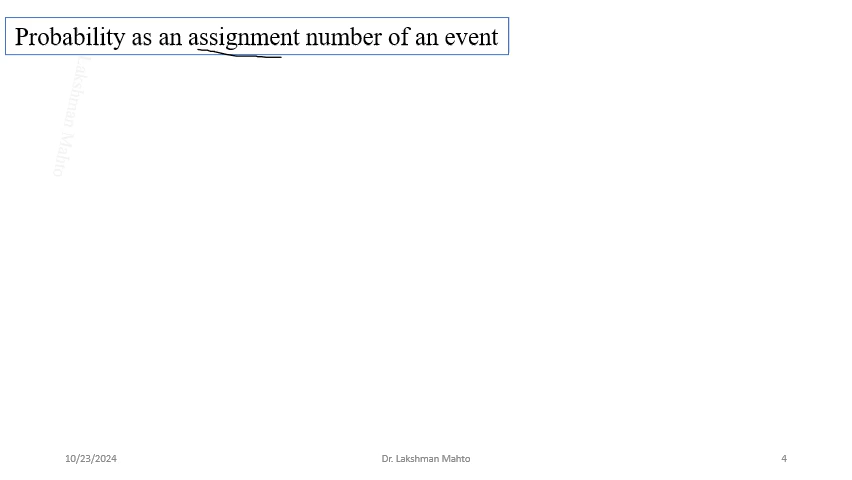 Probability as an assignment number of an event
Lakshman Mahto
10/23/2024
Dr. Lakshman Mahto
4